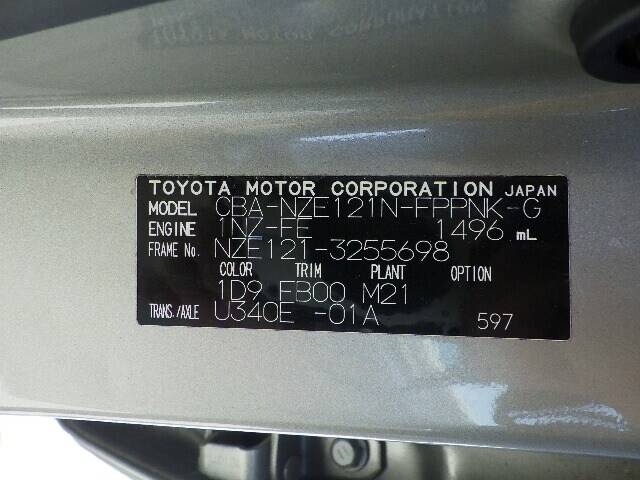 TOYOTA MOTOR CORPORATION JAPAN
MODEL CBA-NZE121N-FPPNK-G
ENGINE 1NZ-FE 1496 mL
FRAME No. NZE121-3255698
COLOR TRIM PLANT OPTION
1D9 FB00 M21
TRANS./AXLE U340E -01A 597